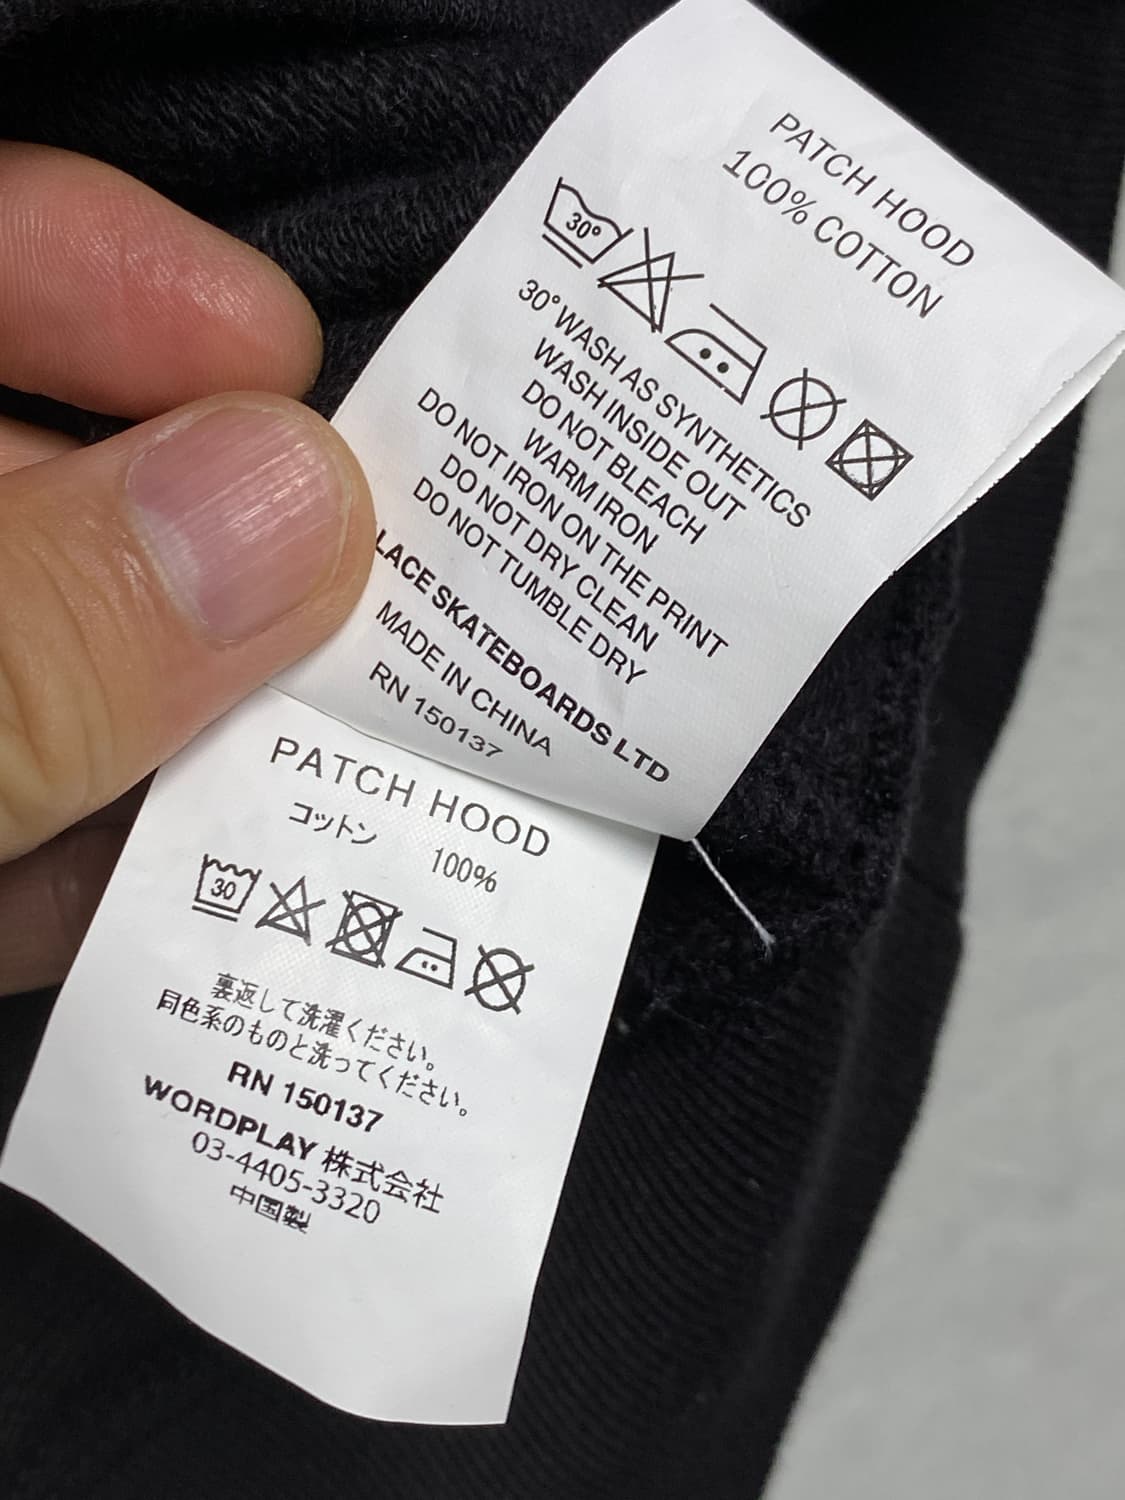 PATCH HOOD
100% COTTON
30°
30° WASH AS SYNTHETICS
WASH INSIDE OUT
DO NOT BLEACH
WARM IRON
DO NOT IRON ON THE PRINT
DO NOT DRY CLEAN
DO NOT TUMBLE DRY
LACE SKATEBOARDS LTD
MADE IN CHINA
RN 150137
PATCH HOOD
コットン 100%
30
裏返して洗濯ください。
同色系のものと洗ってください。
RN 150137
WORDPLAY 株式会社
03-4405-3320
中国製